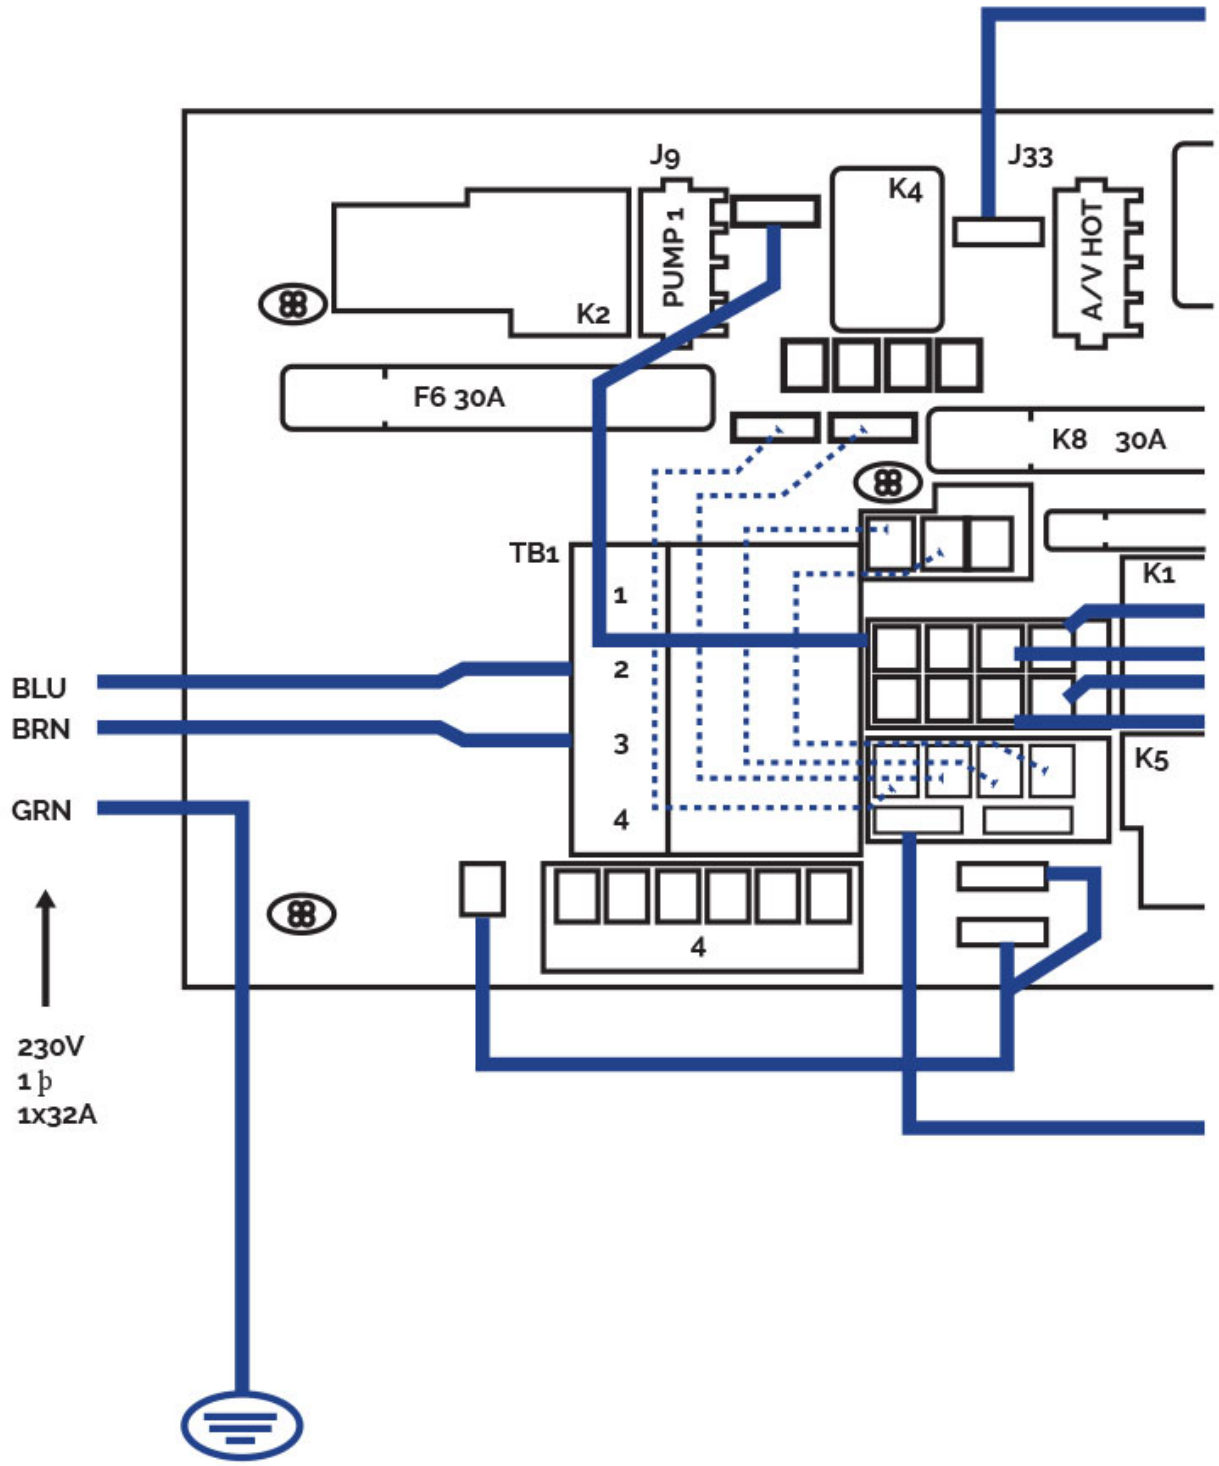 J9
J33
K4
PUMP 1
A/V HOT
K2
F6 30A
K8 30A
TB1
K1
1
2
BLU
BRN
3
K5
GRN
4
4
230V
1 þ
1x32A